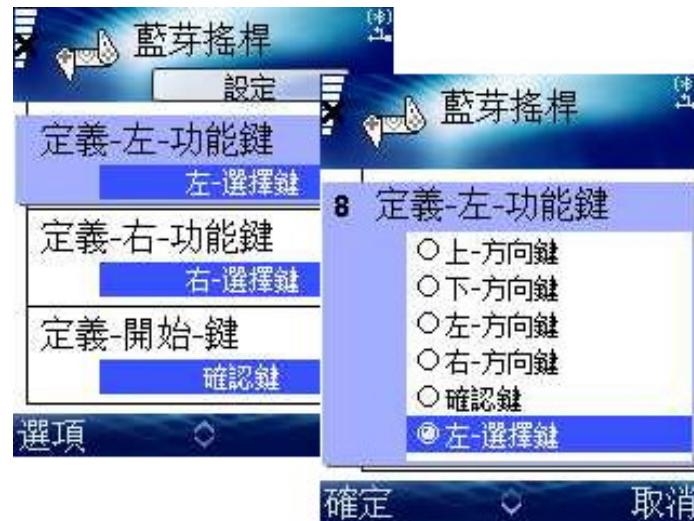 藍芽搖桿
設定
定義-左-功能鍵
左-選擇鍵
定義-右-功能鍵
右-選擇鍵
定義-開始-鍵
確認鍵
選項
藍芽搖桿
8 定義-左-功能鍵
上-方向鍵
下-方向鍵
左-方向鍵
右-方向鍵
確認鍵
左-選擇鍵
確定 取消